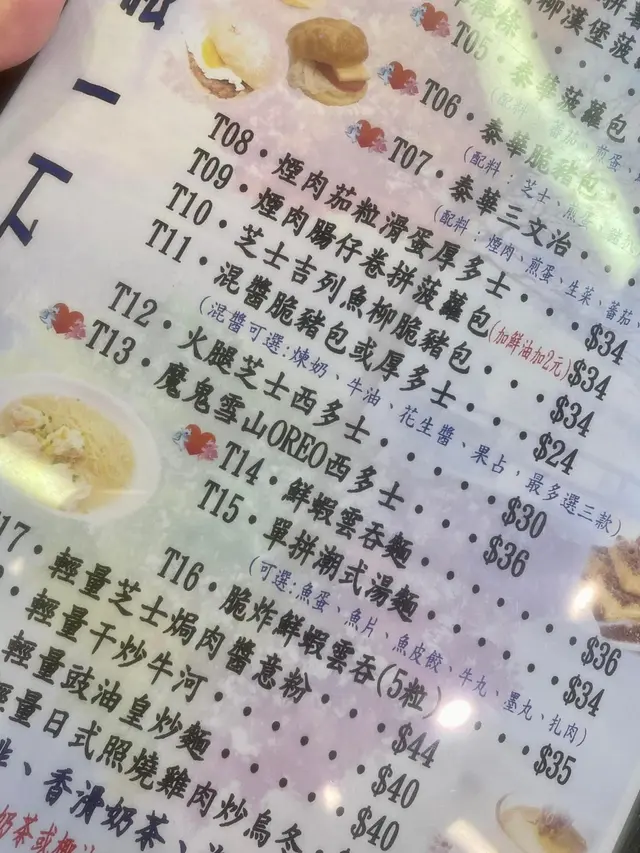 一下
T05・泰華菠蘿包
T06・泰華脆豬包
T07・泰華三文治
(配料：煙肉、煎蛋、生菜、蕃茄
T08・煙肉茄粒滑蛋厚多士...$34
T09・煙肉腸仔卷拼菠蘿包(加鮮油加2元)$34
T10・芝士吉列魚柳脆豬包...$34
T11・混醬脆豬包或厚多士...$24
(混醬可選:煉奶、牛油、花生醬、果占，最多選三款)
T12・火腿芝士西多士......$30
T13・魔鬼雪山OREO西多士....$36
T14・鮮蝦雲吞麵........$36
T15・單拼潮式湯麵.......$34
(可選:魚蛋、魚片、魚皮餃、牛丸、墨丸、扎肉)
T16・脆炸鮮蝦雲吞(5粒)....$35
17・輕量芝士焗肉醬意粉...$44
輕量干炒牛河......$40
輕量豉油皇炒麵.....$40
輕量日式照燒雞肉炒烏冬
、香滑奶茶、
奶茶或